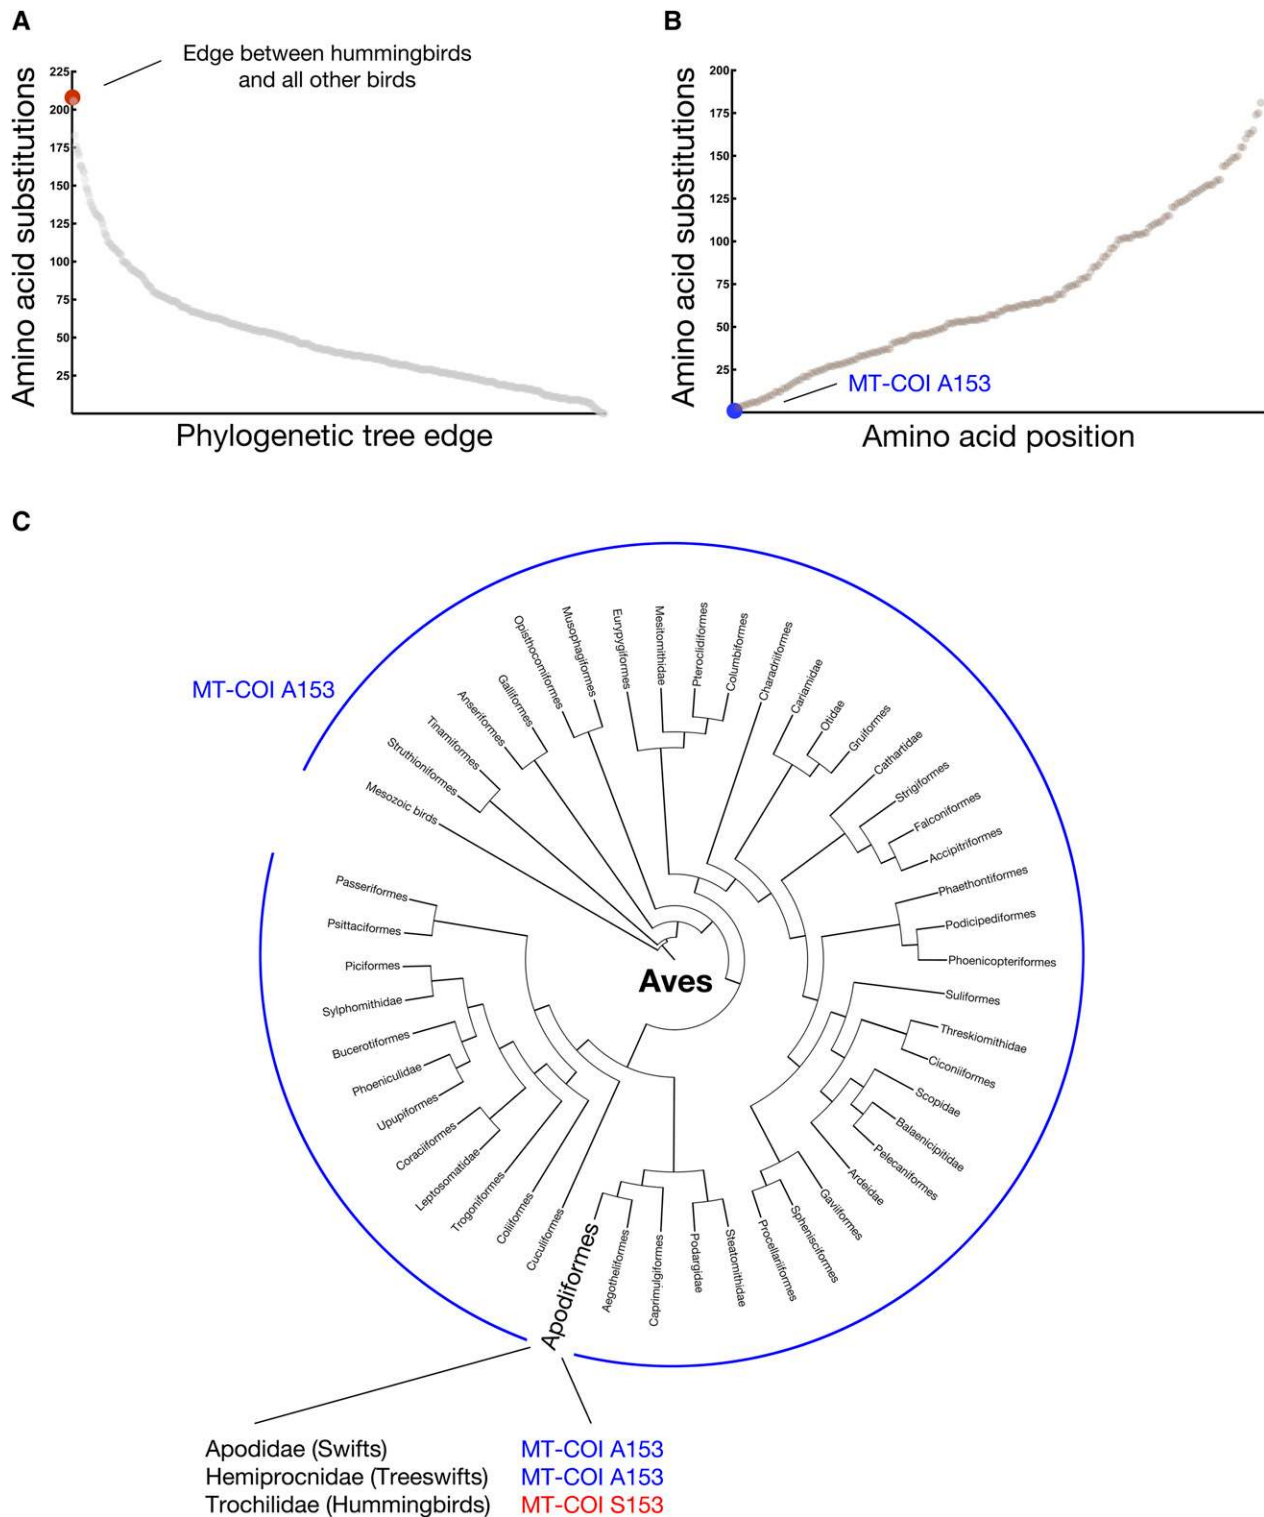 A
Edge between hummingbirds
and all other birds
Amino acid substitutions
225
200
175
150
125
100
75
50
25
Phylogenetic tree edge
B
Amino acid substitutions
200
175
150
125
100
75
50
25
MT-COI A153
Amino acid position
C
MT-COI A153
Mesozoic birds
Struthioniformes
Tinamiformes
Anseriformes
Galliformes
Opisthocomiformes
Musophagiformes
Eurypygiformes
Mesitornithidae
Pteroclidiformes
Columbiformes
Charadriiformes
Cariamidae
Otidae
Gruiformes
Cathartidae
Strigiformes
Falconiformes
Accipitriformes
Phaethontiformes
Podicipediformes
Phoenicopteriformes
Suliformes
Threskiornithidae
Ciconiiformes
Scopidae
Balaenicipitidae
Pelecaniformes
Ardeidae
Gaviiformes
Sphenisciformes
Procellariiformes
Steatornithidae
Podargidae
Caprimulgiformes
Aegotheliformes
Apodiformes
Cuculiformes
Coliiformes
Trogoniformes
Leptosomatidae
Coraciiformes
Upupiformes
Phoeniculidae
Bucerotiformes
Sylphornithidae
Piciformes
Psittaciformes
Passeriformes
Aves
Apodidae (Swifts) MT-COI A153
Hemiprocnidae (Treeswifts) MT-COI A153
Trochilidae (Hummingbirds) MT-COI S153